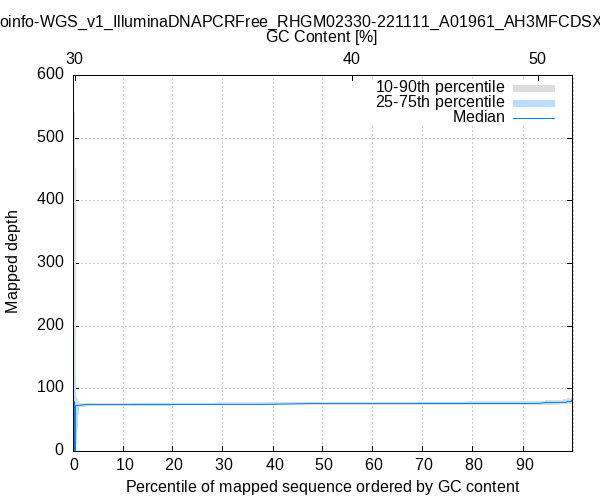 oinfo-WGS_v1_IlluminaDNAPCRFree_RHGM02330-221111_A01961_AH3MFCDSX
GC Content [%]
30 40 50
10-90th percentile
25-75th percentile
Median
600
500
400
300
200
100
0
Mapped depth
0 10 20 30 40 50 60 70 80 90
Percentile of mapped sequence ordered by GC content